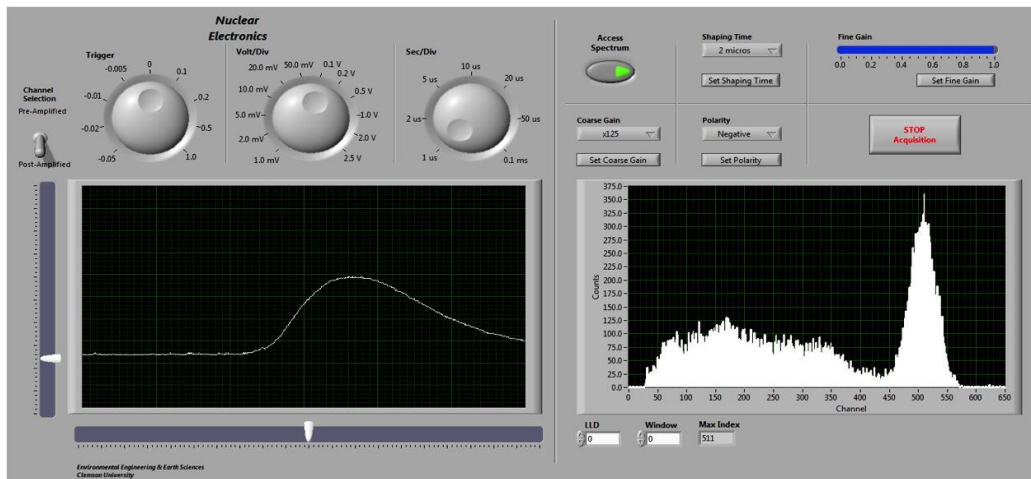 Nuclear
Electronics
Trigger
-0.005
0
0.1
-0.01
0.2
-0.02
-0.5
-0.05
1.0
Channel
Selection
Pre-Amplified
Post-Amplified
Volt/Div
20.0 mV
50.0 mV
0.1 V
0.2 V
10.0 mV
0.5 V
5.0 mV
-1.0 V
2.0 mV
2.0 V
1.0 mV
2.5 V
Sec/Div
10 us
5 us
20 us
2 us
50 us
1 us
0.1 ms
Access
Spectrum
Shaping Time
2 micros
Set Shaping Time
Fine Gain
0.0 0.2 0.4 0.6 0.8 1.0
Set Fine Gain
Coarse Gain
x125
Set Coarse Gain
Polarity
Negative
Set Polarity
STOP
Acquisition
375.0
350.0
325.0
300.0
275.0
250.0
225.0
200.0
175.0
150.0
125.0
100.0
75.0
50.0
25.0
0.0
Counts
0 50 100 150 200 250 300 350 400 450 500 550 600 650
Channel
LLD
0
Window
0
Max Index
511
Environmental Engineering & Earth Sciences
Clemson University